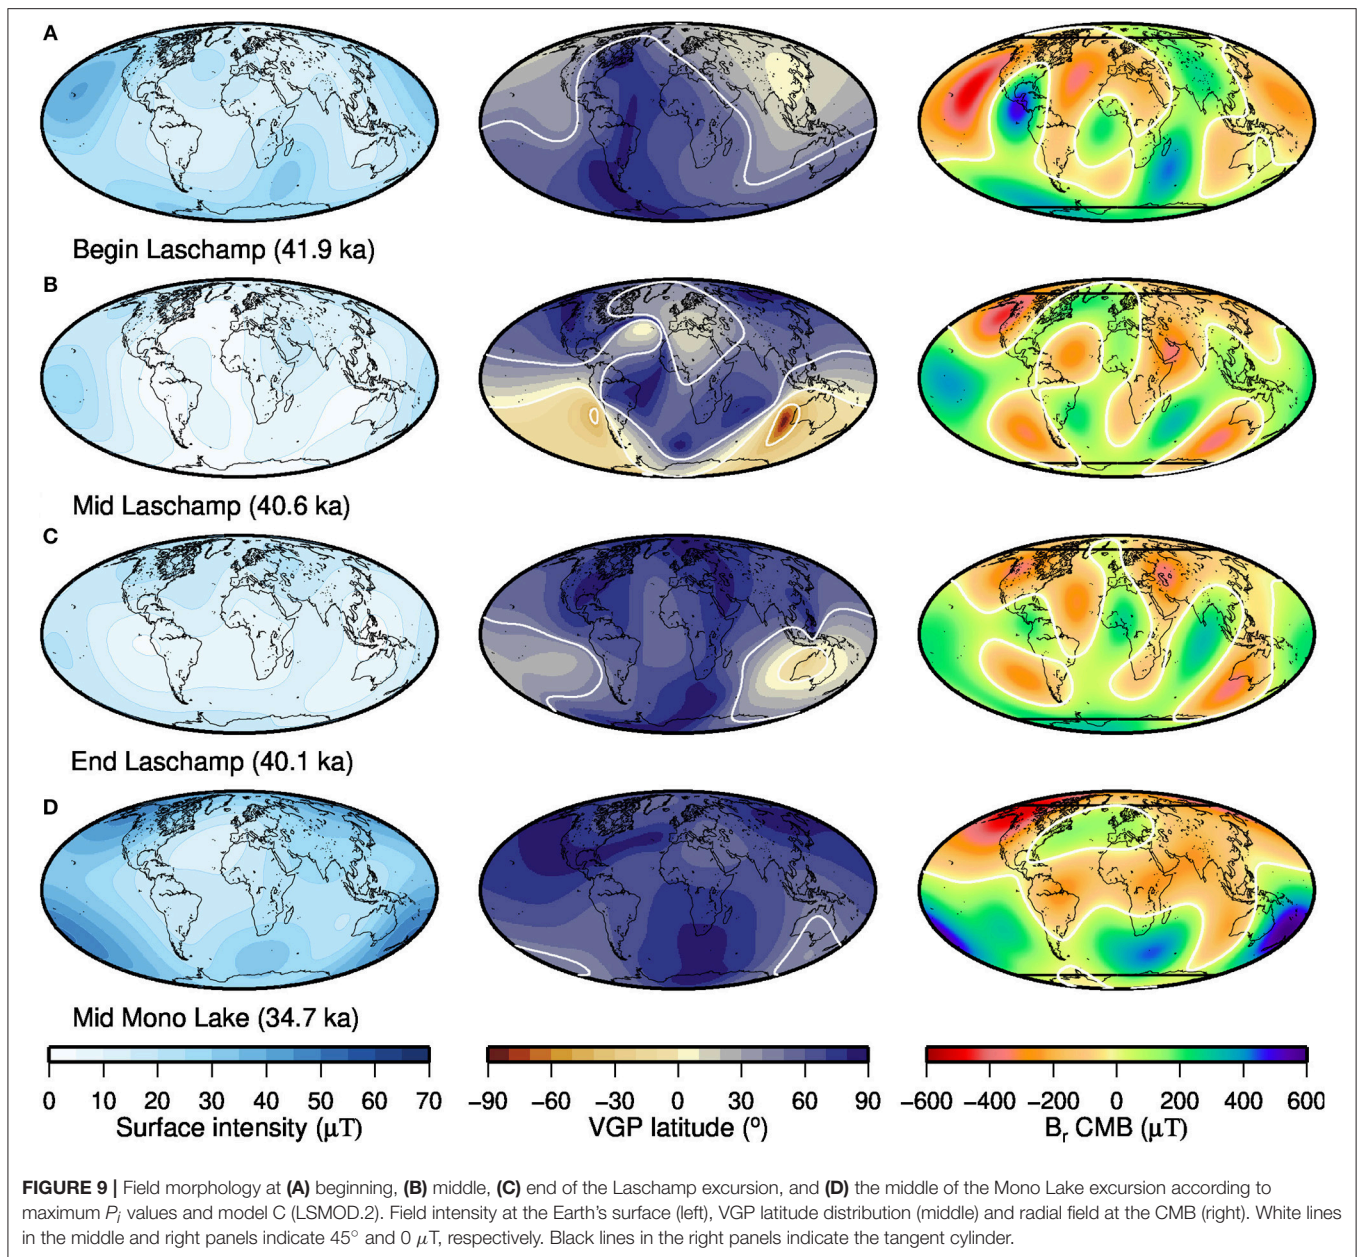 A
Begin Laschamp (41.9 ka)
B
Mid Laschamp (40.6 ka)
C
End Laschamp (40.1 ka)
D
Mid Mono Lake (34.7 ka)
0 10 20 30 40 50 60 70
Surface intensity (µT)
−90 −60 −30 0 30 60 90
VGP latitude (º)
−600 −400 −200 0 200 400 600
Br CMB (µT)
FIGURE 9 | Field morphology at (A) beginning, (B) middle, (C) end of the Laschamp excursion, and (D) the middle of the Mono Lake excursion according to
maximum Pi values and model C (LSMOD.2). Field intensity at the Earth's surface (left), VGP latitude distribution (middle) and radial field at the CMB (right). White lines
in the middle and right panels indicate 45° and 0 µT, respectively. Black lines in the right panels indicate the tangent cylinder.